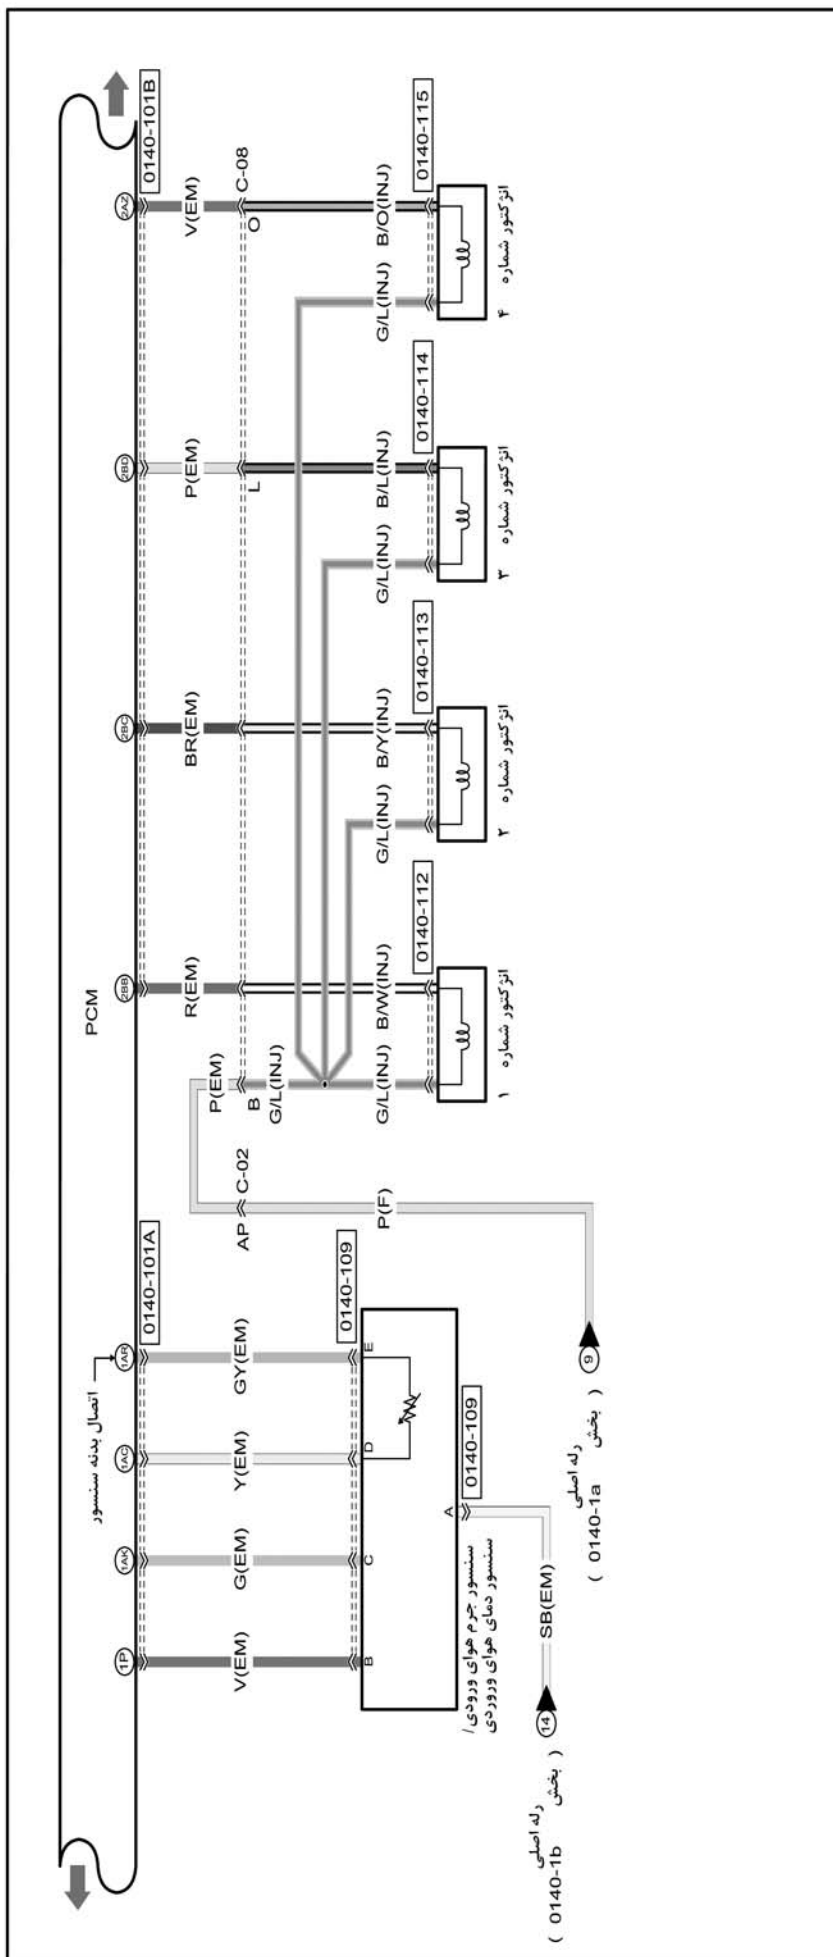 PCM
اتصال بدنه سنسور
1P
1AK
1AC
1AR
2BB
2BC
2BD
2AZ
0140-101A
0140-101B
V(EM)
G(EM)
Y(EM)
GY(EM)
P(EM)
R(EM)
BR(EM)
P(EM)
V(EM)
AP
C-02
B
L
O
C-08
G/L(INJ)
0140-109
B
C
D
E
P(F)
G/L(INJ)
B/W(INJ)
G/L(INJ)
B/Y(INJ)
G/L(INJ)
B/L(INJ)
G/L(INJ)
B/O(INJ)
0140-112
0140-113
0140-114
0140-115
A
0140-109
سنسور جرم هوای ورودی/
سنسور دمای هوای وروردی
انژکتور شماره ۱
انژکتور شماره ۲
انژکتور شماره ۳
انژکتور شماره ۴
SB(EM)
14
رله اصلی
( بخش 0140-1b )
9
رله اصلی
( بخش 0140-1a )